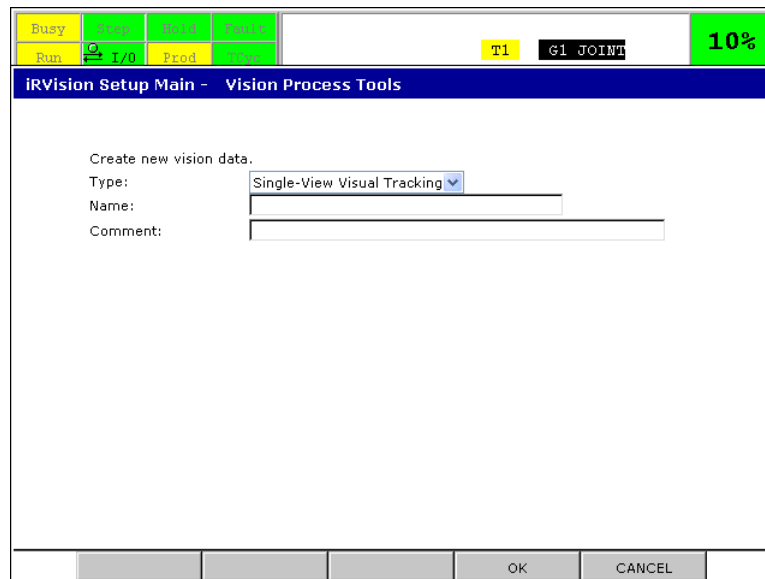 Busy Step Hold Fault
Run I/O Prod TCyc T1 G1 JOINT 10%
iRVision Setup Main - Vision Process Tools
Create new vision data.
Type: Single-View Visual Tracking
Name:
Comment:
OK CANCEL